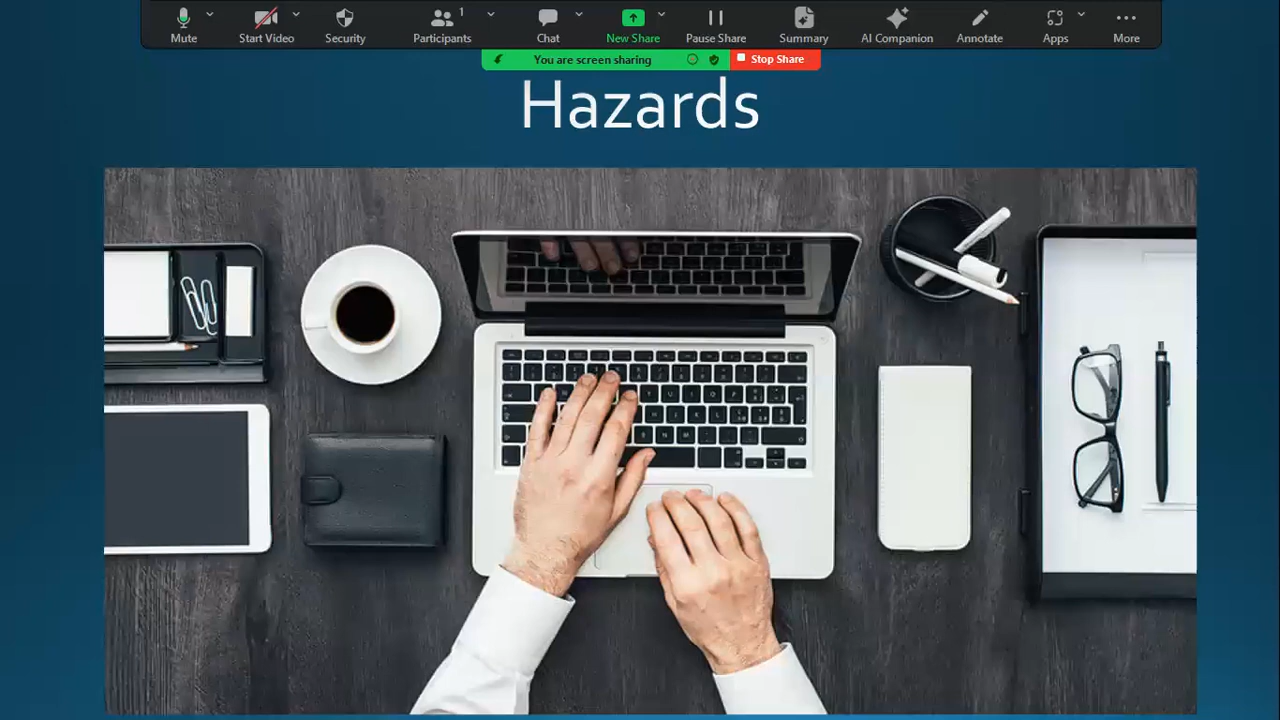 Mute Start Video Security Participants 1 Chat New Share Pause Share Summary AI Companion Annotate Apps More
You are screen sharing Stop Share
Hazards